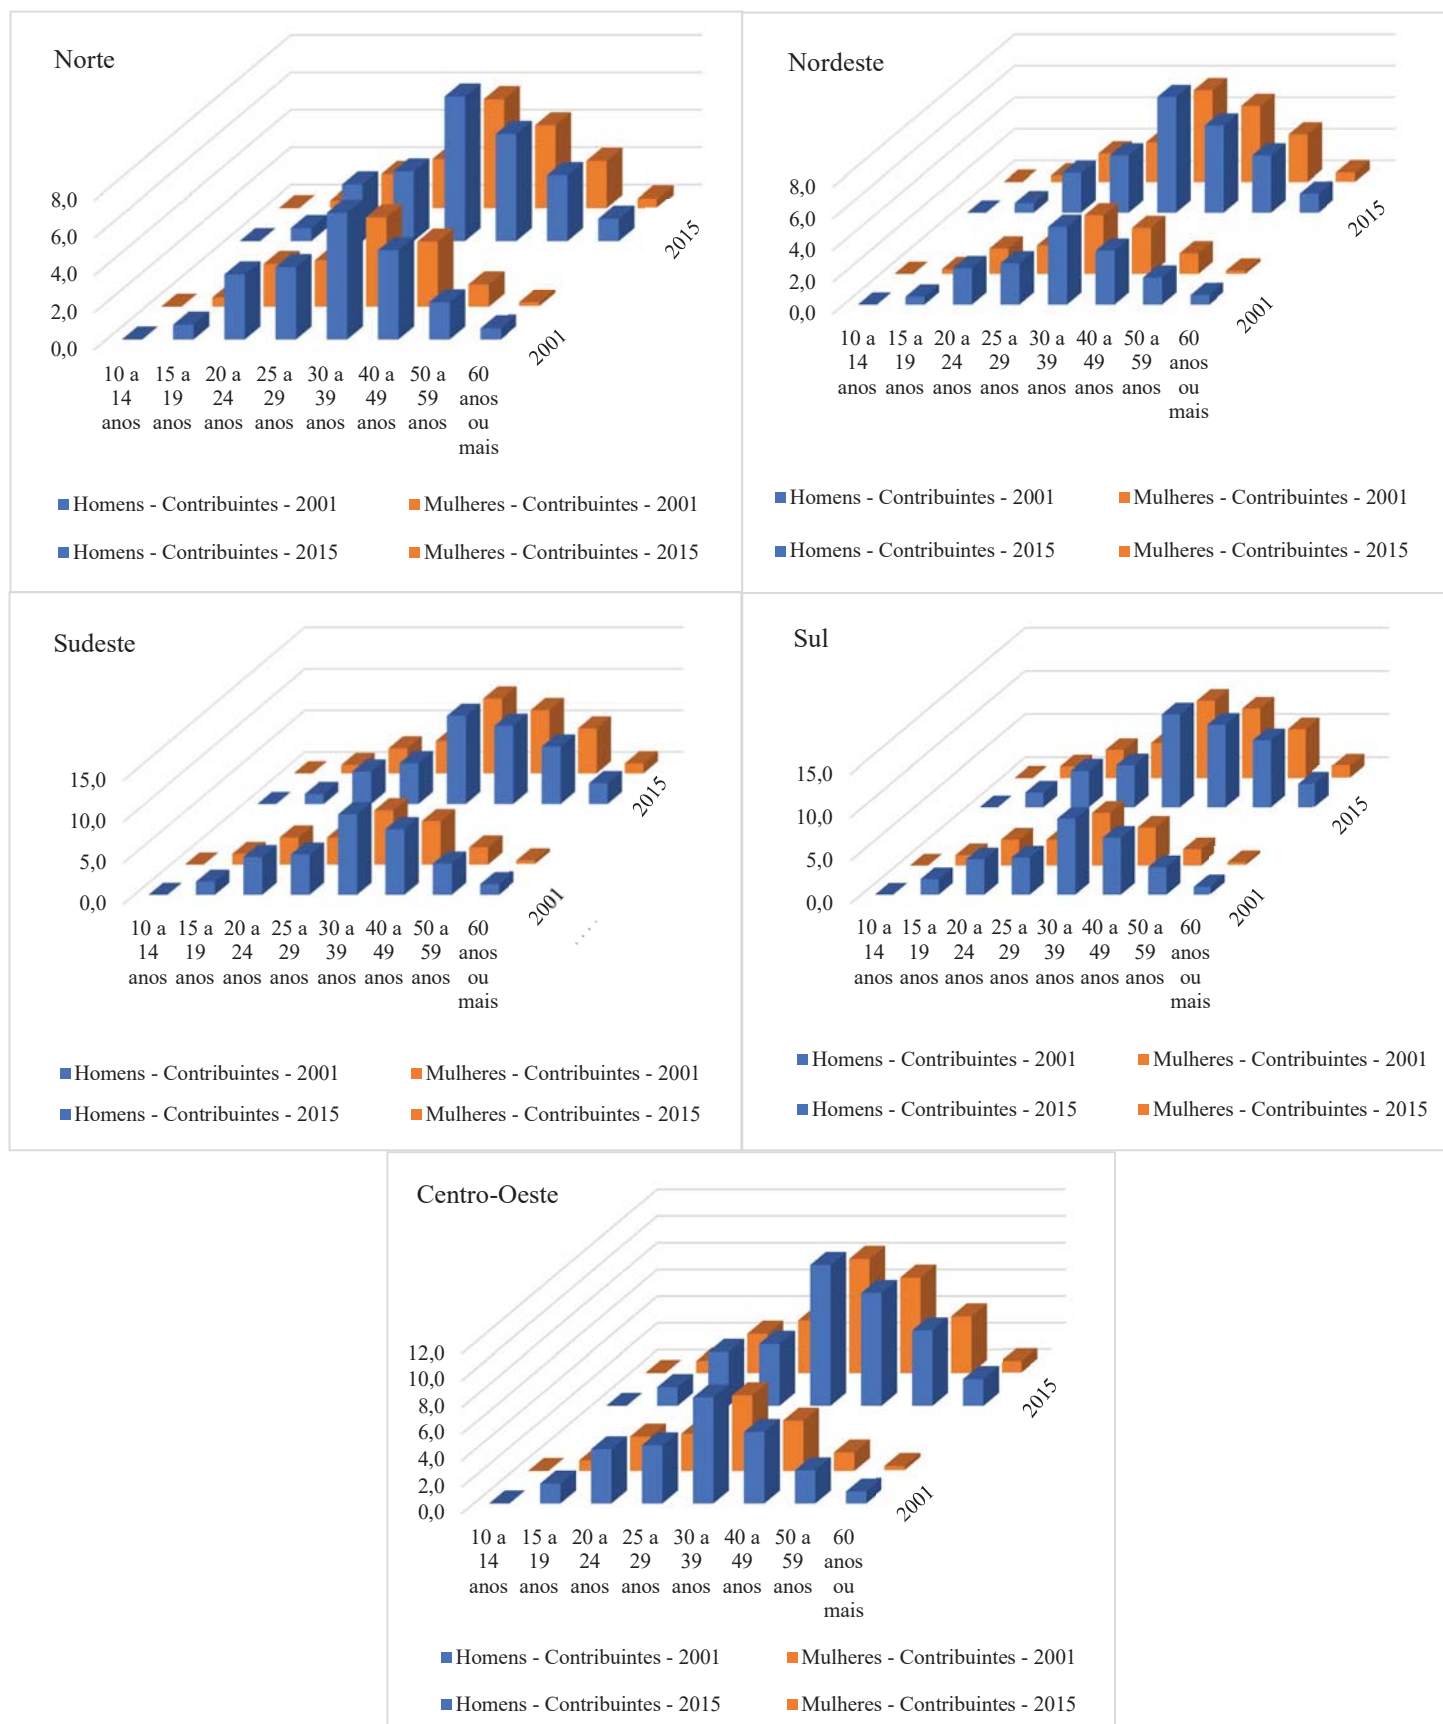 Norte
8,0
6,0
4,0
2,0
0,0
2015
2001
10 a 15 a 20 a 25 a 30 a 40 a 50 a 60
14 19 24 29 39 49 59 anos
anos anos anos anos anos anos anos ou
mais
Homens - Contribuintes - 2001 Mulheres - Contribuintes - 2001
Homens - Contribuintes - 2015 Mulheres - Contribuintes - 2015
Nordeste
8,0
6,0
4,0
2,0
0,0
2015
2001
10 a 15 a 20 a 25 a 30 a 40 a 50 a 60
14 19 24 29 39 49 59 anos
anos anos anos anos anos anos anos ou
mais
Homens - Contribuintes - 2001 Mulheres - Contribuintes - 2001
Homens - Contribuintes - 2015 Mulheres - Contribuintes - 2015
Sudeste
15,0
10,0
5,0
0,0
2015
2001
10 a 15 a 20 a 25 a 30 a 40 a 50 a 60
14 19 24 29 39 49 59 anos
anos anos anos anos anos anos anos ou
mais
Homens - Contribuintes - 2001 Mulheres - Contribuintes - 2001
Homens - Contribuintes - 2015 Mulheres - Contribuintes - 2015
Sul
15,0
10,0
5,0
0,0
2015
2001
10 a 15 a 20 a 25 a 30 a 40 a 50 a 60
14 19 24 29 39 49 59 anos
anos anos anos anos anos anos anos ou
mais
Homens - Contribuintes - 2001 Mulheres - Contribuintes - 2001
Homens - Contribuintes - 2015 Mulheres - Contribuintes - 2015
Centro-Oeste
12,0
10,0
8,0
6,0
4,0
2,0
0,0
2015
2001
10 a 15 a 20 a 25 a 30 a 40 a 50 a 60
14 19 24 29 39 49 59 anos
anos anos anos anos anos anos anos ou
mais
Homens - Contribuintes - 2001 Mulheres - Contribuintes - 2001
Homens - Contribuintes - 2015 Mulheres - Contribuintes - 2015